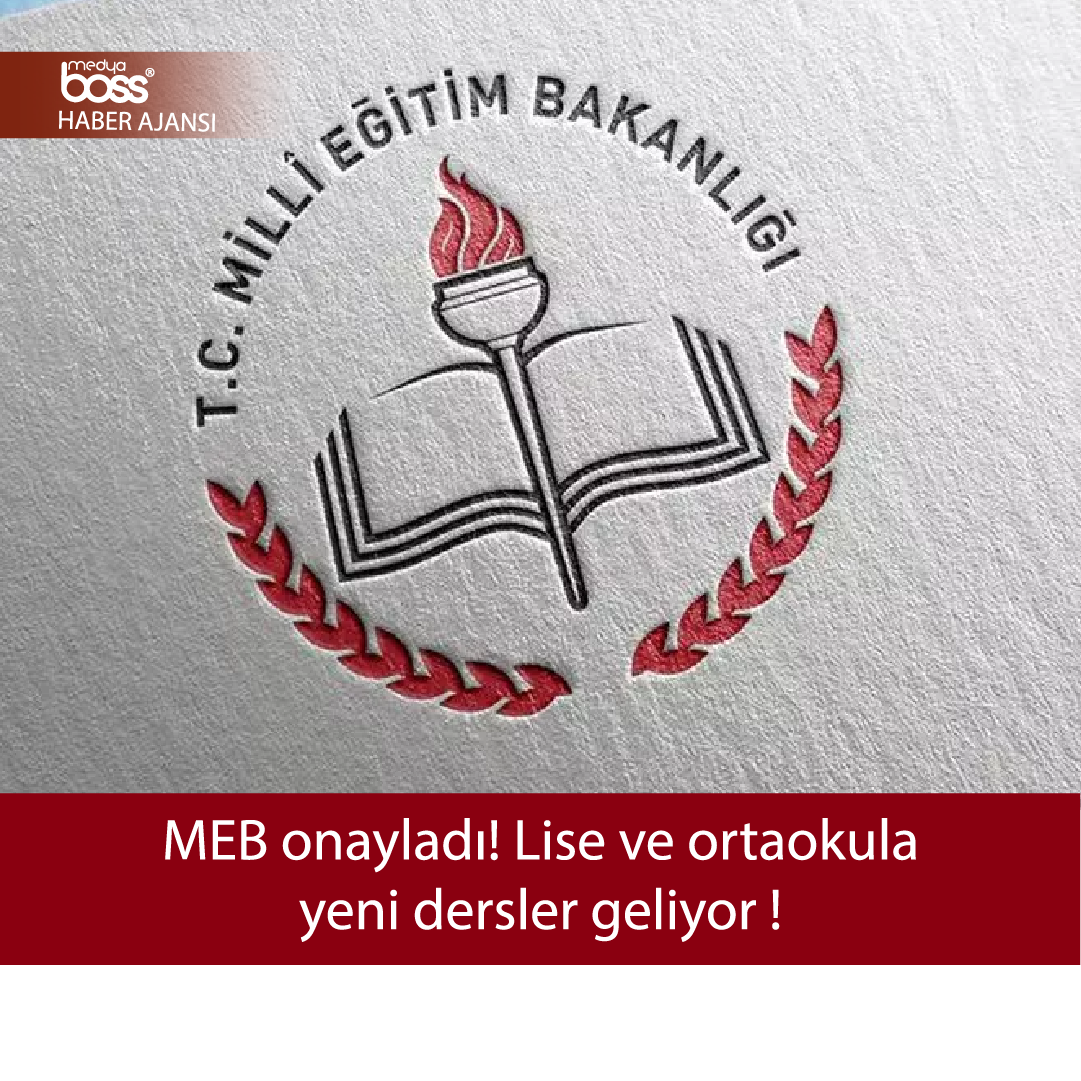 medya
boss®
HABER AJANSI
T.C. MİLLÎ EĞİTİM BAKANLIĞI
MEB onayladı! Lise ve ortaokula
yeni dersler geliyor !